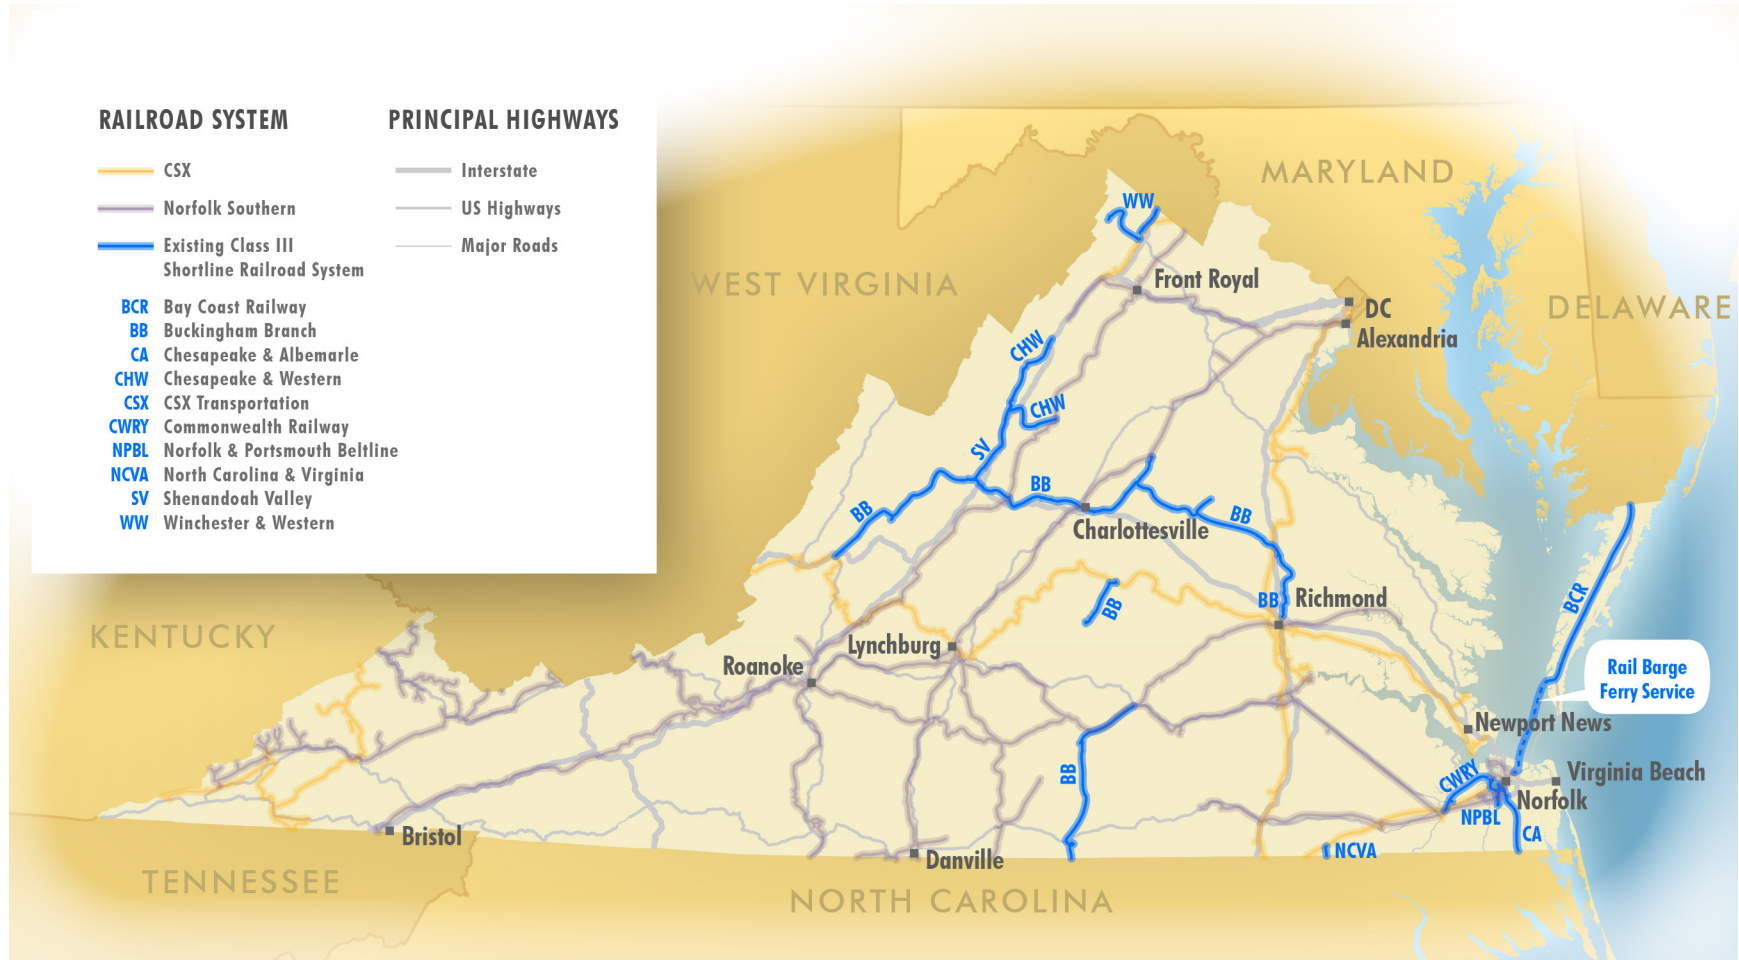 RAILROAD SYSTEM
CSX
Norfolk Southern
Existing Class III
Shortline Railroad System
BCR Bay Coast Railway
BB Buckingham Branch
CA Chesapeake & Albemarle
CHW Chesapeake & Western
CSX CSX Transportation
CWRY Commonwealth Railway
NPBL Norfolk & Portsmouth Beltline
NCVA North Carolina & Virginia
SV Shenandoah Valley
WW Winchester & Western
PRINCIPAL HIGHWAYS
Interstate
US Highways
Major Roads
MARYLAND
WW
WEST VIRGINIA
Front Royal
DELAWARE
DC
Alexandria
CHW
CHW
SV
BB
BB
BB
Charlottesville
BB
BB
Richmond
BCR
KENTUCKY
Lynchburg
Roanoke
Rail Barge
Ferry Service
Newport News
BB
CWRY
Virginia Beach
Norfolk
NPBL
CA
Bristol
NCVA
Danville
TENNESSEE
NORTH CAROLINA